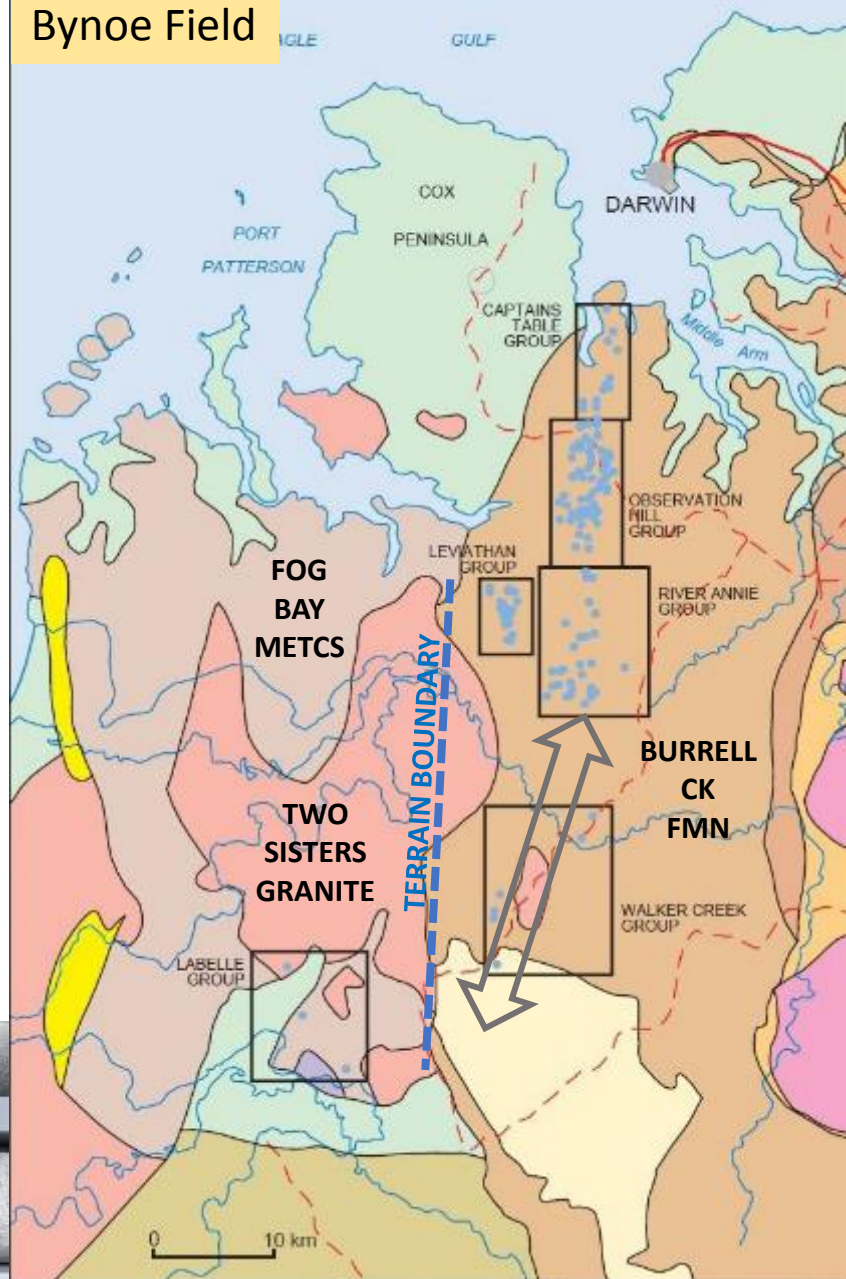 Bynoe Field
AGLE GULF
COX
PENINSULA
DARWIN
PORT
PATTERSON
CAPTAINS
TABLE
GROUP
Middle Arm
OBSERVATION
HILL
GROUP
LEVIATHAN
GROUP
RIVER ANNIE
GROUP
FOG
BAY
METCS
TERRAIN BOUNDARY
BURRELL
CK
FMN
TWO
SISTERS
GRANITE
WALKER CREEK
GROUP
LABELLE
GROUP
0 10 km